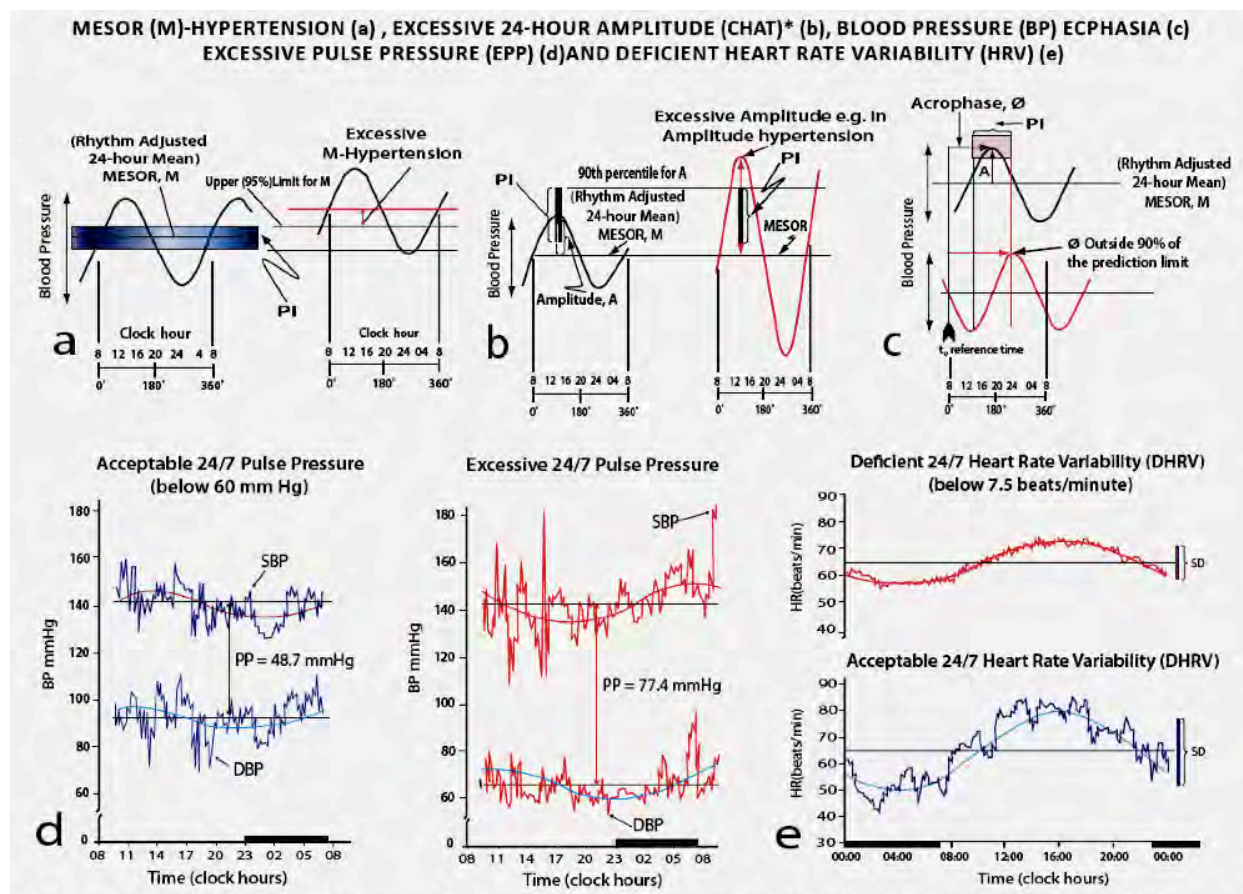 MESOR (M)-HYPERTENSION (a) , EXCESSIVE 24-HOUR AMPLITUDE (CHAT)* (b), BLOOD PRESSURE (BP) ECPHASIA (c)
EXCESSIVE PULSE PRESSURE (EPP) (d)AND DEFICIENT HEART RATE VARIABILITY (HRV) (e)
(Rhythm Adjusted
24-hour Mean)
MESOR, M
Excessive
M-Hypertension
Upper (95%)Limit for M
Blood Pressure
PI
Clock hour
8 12 16 20 24 4 8
0° 180° 360°
Clock hour
8 12 16 20 24 04 8
0° 180° 360°
a
Excessive Amplitude e.g. in
Amplitude hypertension
PI
PI
90th percentile for A
(Rhythm Adjusted
24-hour Mean)
MESOR, M
MESOR
Blood Pressure
Amplitude, A
8 12 16 20 24 04 8
0° 180° 360°
8 12 16 20 24 04 8
0° 180° 360°
b
Acrophase, Ø
PI
A
(Rhythm Adjusted
24-hour Mean)
MESOR, M
Ø Outside 90% of
the prediction limit
Blood Pressure
t₀ reference time
8 12 16 20 24 04 8
0° 180° 360°
c
Acceptable 24/7 Pulse Pressure
(below 60 mm Hg)
180
160
140
120
100
80
60
0
BP mmHg
SBP
PP = 48.7 mmHg
DBP
08 11 14 17 20 23 02 05 08
Time (clock hours)
d
Excessive 24/7 Pulse Pressure
180
160
140
120
100
80
60
0
BP mmHg
SBP
PP = 77.4 mmHg
DBP
08 11 14 17 20 23 02 05 08
Time (clock hours)
Deficient 24/7 Heart Rate Variability (DHRV)
(below 7.5 beats/minute)
90
80
70
60
50
40
HR(beats/min)
SD
Acceptable 24/7 Heart Rate Variability (DHRV)
90
80
70
60
50
40
30
HR(beats/min)
SD
00:00 04:00 08:00 12:00 16:00 20:00 00:00
Time (clock hours)
e